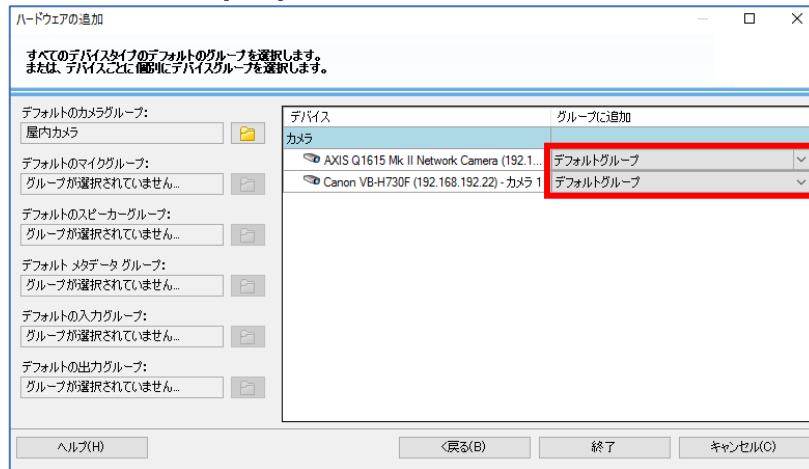 ハードウェアの追加
すべてのデバイスタイプのデフォルトのグループを選択します。
または、デバイスごとに個別にデバイスグループを選択します。
デフォルトのカメラグループ:
屋内カメラ
デフォルトのマイクグループ:
グループが選択されていません...
デフォルトのスピーカーグループ:
グループが選択されていません...
デフォルト メタデータ グループ:
グループが選択されていません...
デフォルトの入力グループ:
グループが選択されていません...
デフォルトの出力グループ:
グループが選択されていません...
デバイス グループに追加
カメラ
AXIS Q1615 Mk II Network Camera (192.1... デフォルトグループ
Canon VB-H730F (192.168.192.22) - カメラ 1 デフォルトグループ
ヘルプ(H) <戻る(B) 終了 キャンセル(C)